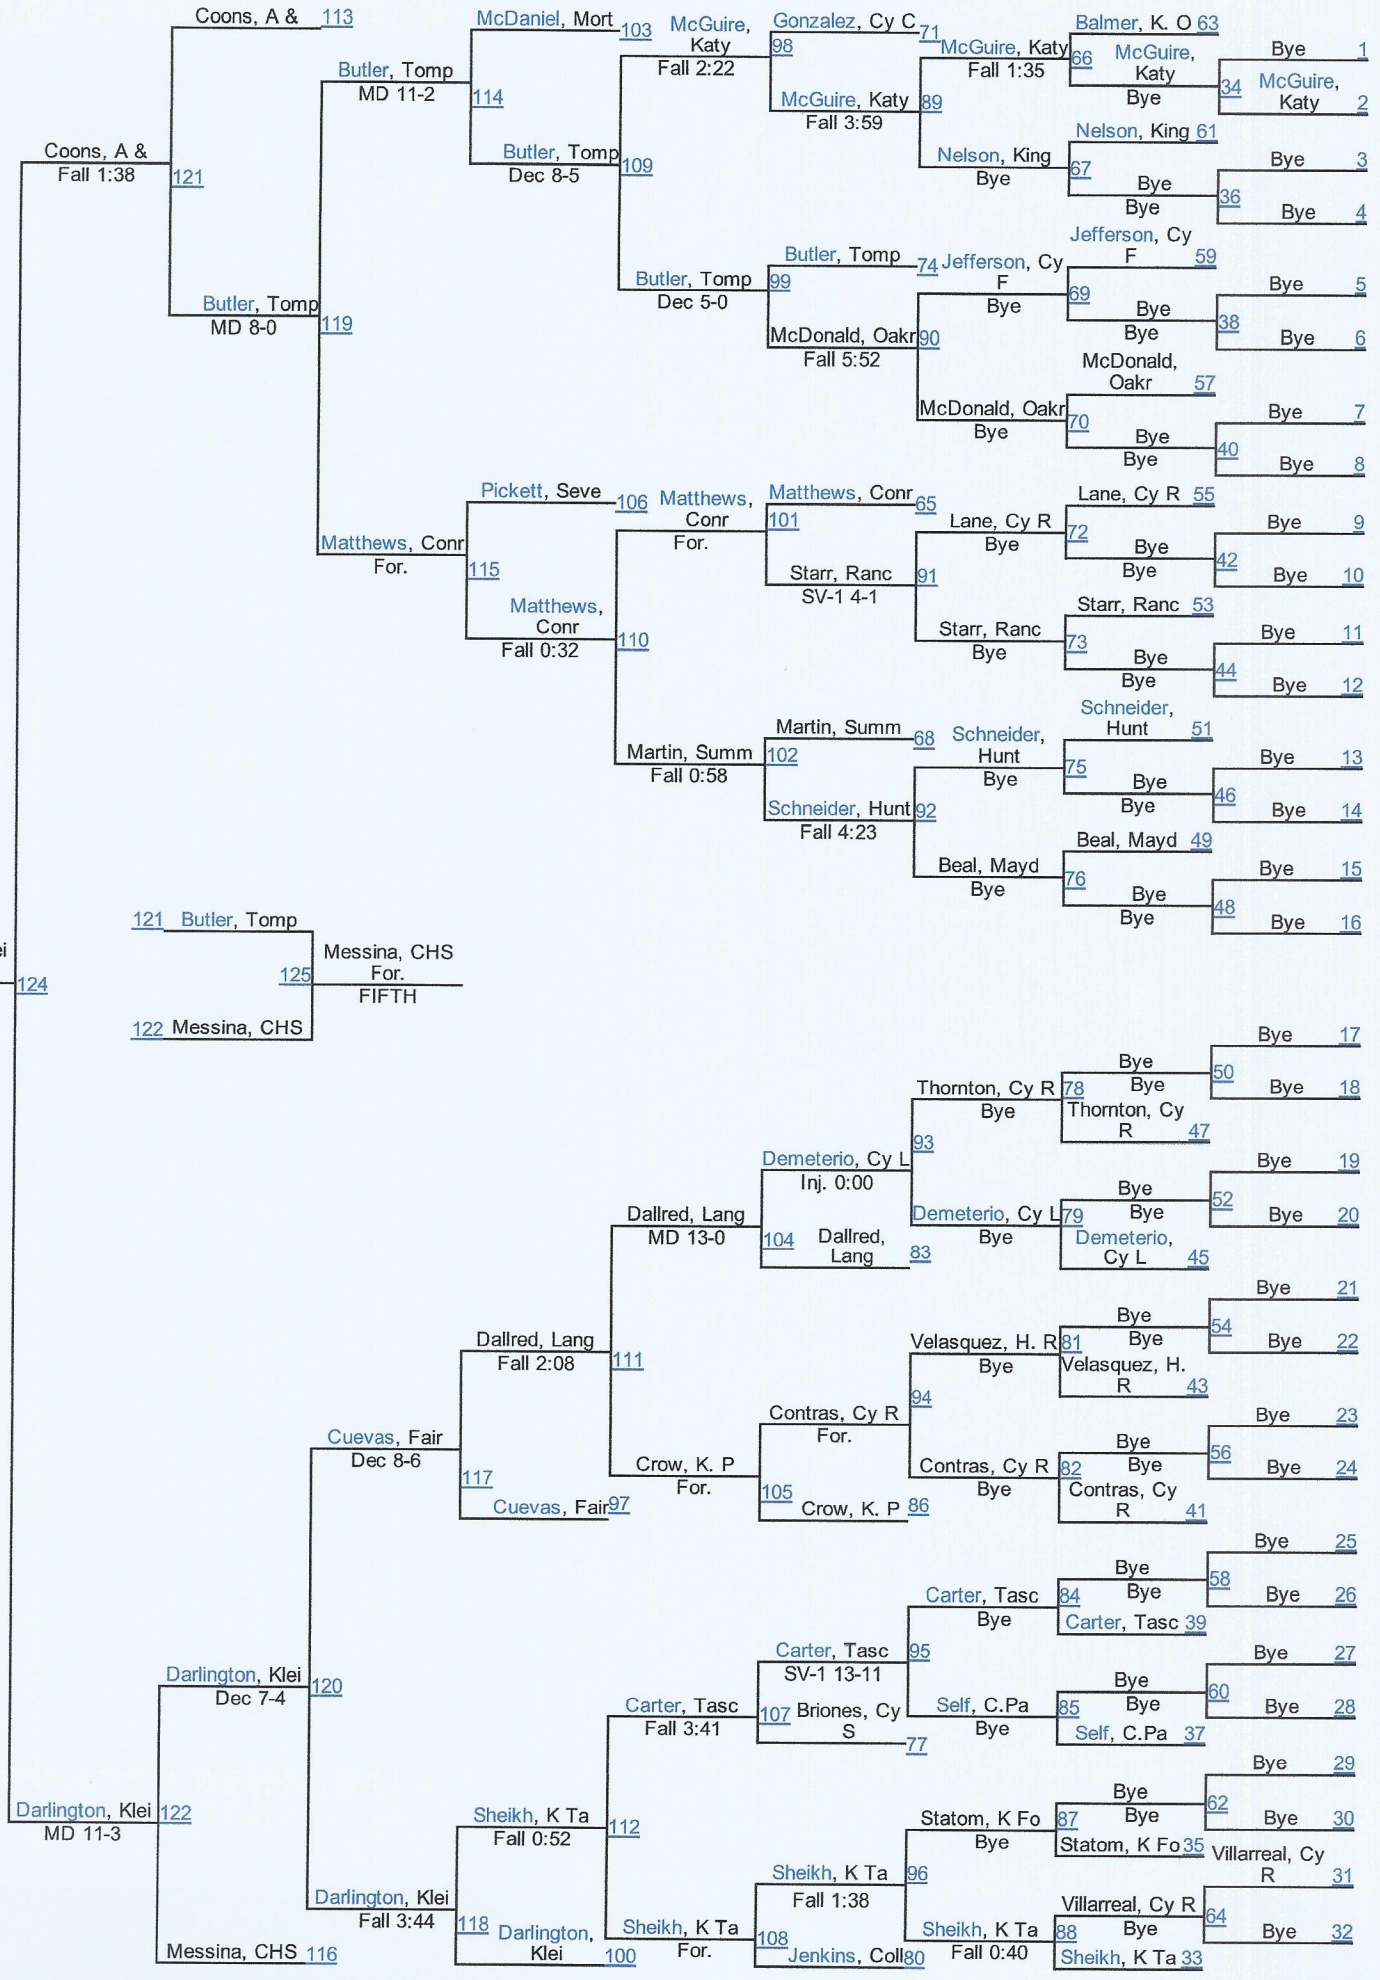 Coons, A & 113
McDaniel, Mort 103
McGuire,
Katy
Fall 2:22
Gonzalez, Cy C 71
98
McGuire, Katy
Fall 1:35
Balmer, K. O 63
66
McGuire,
Katy
Bye
Bye 1
34
McGuire,
Katy 2
Butler, Tomp
MD 11-2
114
McGuire, Katy
Fall 3:59
89
Nelson, King 61
Bye 3
Coons, A &
Fall 1:38
121
Butler, Tomp
Dec 8-5
109
Nelson, King
Bye
67
Bye
Bye
36
Bye 4
Jefferson, Cy
F 59
Butler, Tomp 74
Jefferson, Cy
F
Bye
69
Bye 5
Butler, Tomp
Dec 5-0
99
Bye
Bye
38
Bye 6
Butler, Tomp
MD 8-0
119
McDonald, Oakr
Fall 5:52
90
McDonald,
Oakr 57
McDonald, Oakr
Bye
70
Bye 7
Bye
Bye
40
Bye 8
Pickett, Seve 106
Matthews,
Conr
For.
Matthews, Conr 65
101
Lane, Cy R 55
Lane, Cy R
Bye
72
Bye 9
Matthews, Conr
For.
115
Bye
Bye
42
Bye 10
Starr, Ranc
SV-1 4-1
91
Matthews,
Conr
Fall 0:32
110
Starr, Ranc 53
Starr, Ranc
Bye
73
Bye 11
Bye
Bye
44
Bye 12
Martin, Summ 68
Schneider,
Hunt
Bye
Schneider,
Hunt 51
75
Martin, Summ
Fall 0:58
102
Bye 13
Bye
Bye
46
Bye 14
Schneider, Hunt
Fall 4:23
92
Beal, Mayd 49
Beal, Mayd
Bye
76
Bye 15
Bye
Bye
48
Bye 16
121 Butler, Tomp
ei
124
125
Messina, CHS
For.
FIFTH
122 Messina, CHS
Bye 17
Bye
Bye
50
Thornton, Cy R
Bye
78
Bye 18
Thornton, Cy
R 47
93
Demeterio, Cy L
Inj. 0:00
Bye 19
Bye
Bye
52
Dallred, Lang
MD 13-0
104
Dallred,
Lang 83
Demeterio, Cy L
Bye
79
Bye 20
Demeterio,
Cy L 45
Bye 21
Bye
Bye
54
Dallred, Lang
Fall 2:08
111
Velasquez, H. R
Bye
81
Bye 22
Velasquez, H.
R 43
94
Contras, Cy R
For.
Bye 23
Cuevas, Fair
Dec 8-6
117
Bye
Bye
56
Crow, K. P
For.
105
Contras, Cy R
Bye
82
Bye 24
Contras, Cy
R 41
Cuevas, Fair 97
Crow, K. P 86
Bye 25
Bye
Bye
58
Carter, Tasc
Bye
84
Bye 26
Carter, Tasc 39
Carter, Tasc
SV-1 13-11
95
Bye 27
Darlington, Klei
Dec 7-4
120
Carter, Tasc
Fall 3:41
107
Briones, Cy
S 77
Self, C.Pa
Bye
85
Bye
Bye
60
Bye 28
Self, C.Pa 37
Bye 29
Darlington, Klei
MD 11-3
122
Sheikh, K Ta
Fall 0:52
112
Statom, K Fo
Bye
87
Bye
Bye
62
Bye 30
Statom, K Fo 35
Villarreal, Cy
R 31
Sheikh, K Ta
Fall 1:38
96
Darlington, Klei
Fall 3:44
118
Villarreal, Cy R
Bye
64
Bye 32
Darlington,
Klei 100
Sheikh, K Ta
For.
108
Sheikh, K Ta
Fall 0:40
88
Messina, CHS 116
Jenkins, Coll 80
Sheikh, K Ta 33